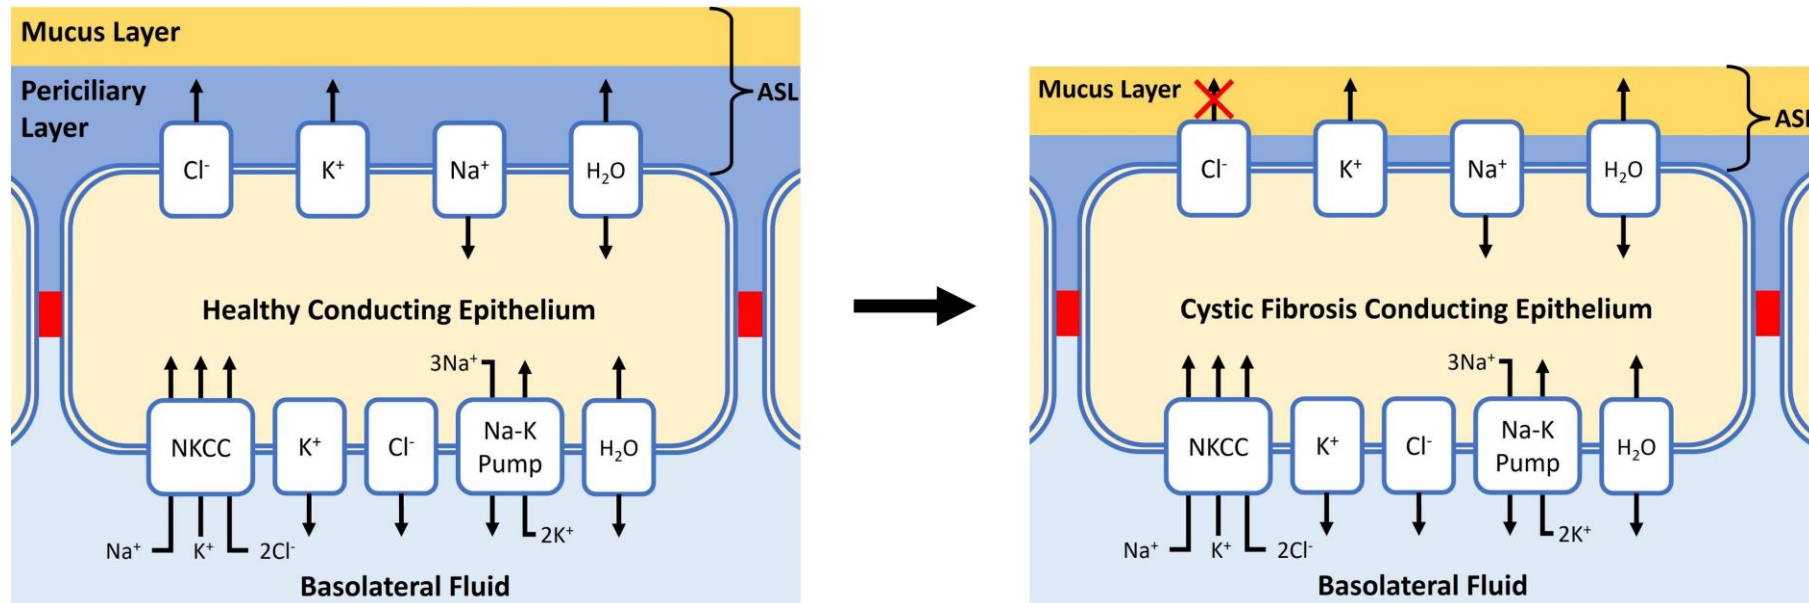 Mucus Layer
Periciliary
Layer
ASL
Cl⁻
K⁺
Na⁺
H₂O
Healthy Conducting Epithelium
3Na⁺
NKCC
K⁺
Cl⁻
Na-K
Pump
H₂O
Na⁺
K⁺
2Cl⁻
2K⁺
Basolateral Fluid
Mucus Layer
ASL
Cl⁻
K⁺
Na⁺
H₂O
Cystic Fibrosis Conducting Epithelium
3Na⁺
NKCC
K⁺
Cl⁻
Na-K
Pump
H₂O
Na⁺
K⁺
2Cl⁻
2K⁺
Basolateral Fluid